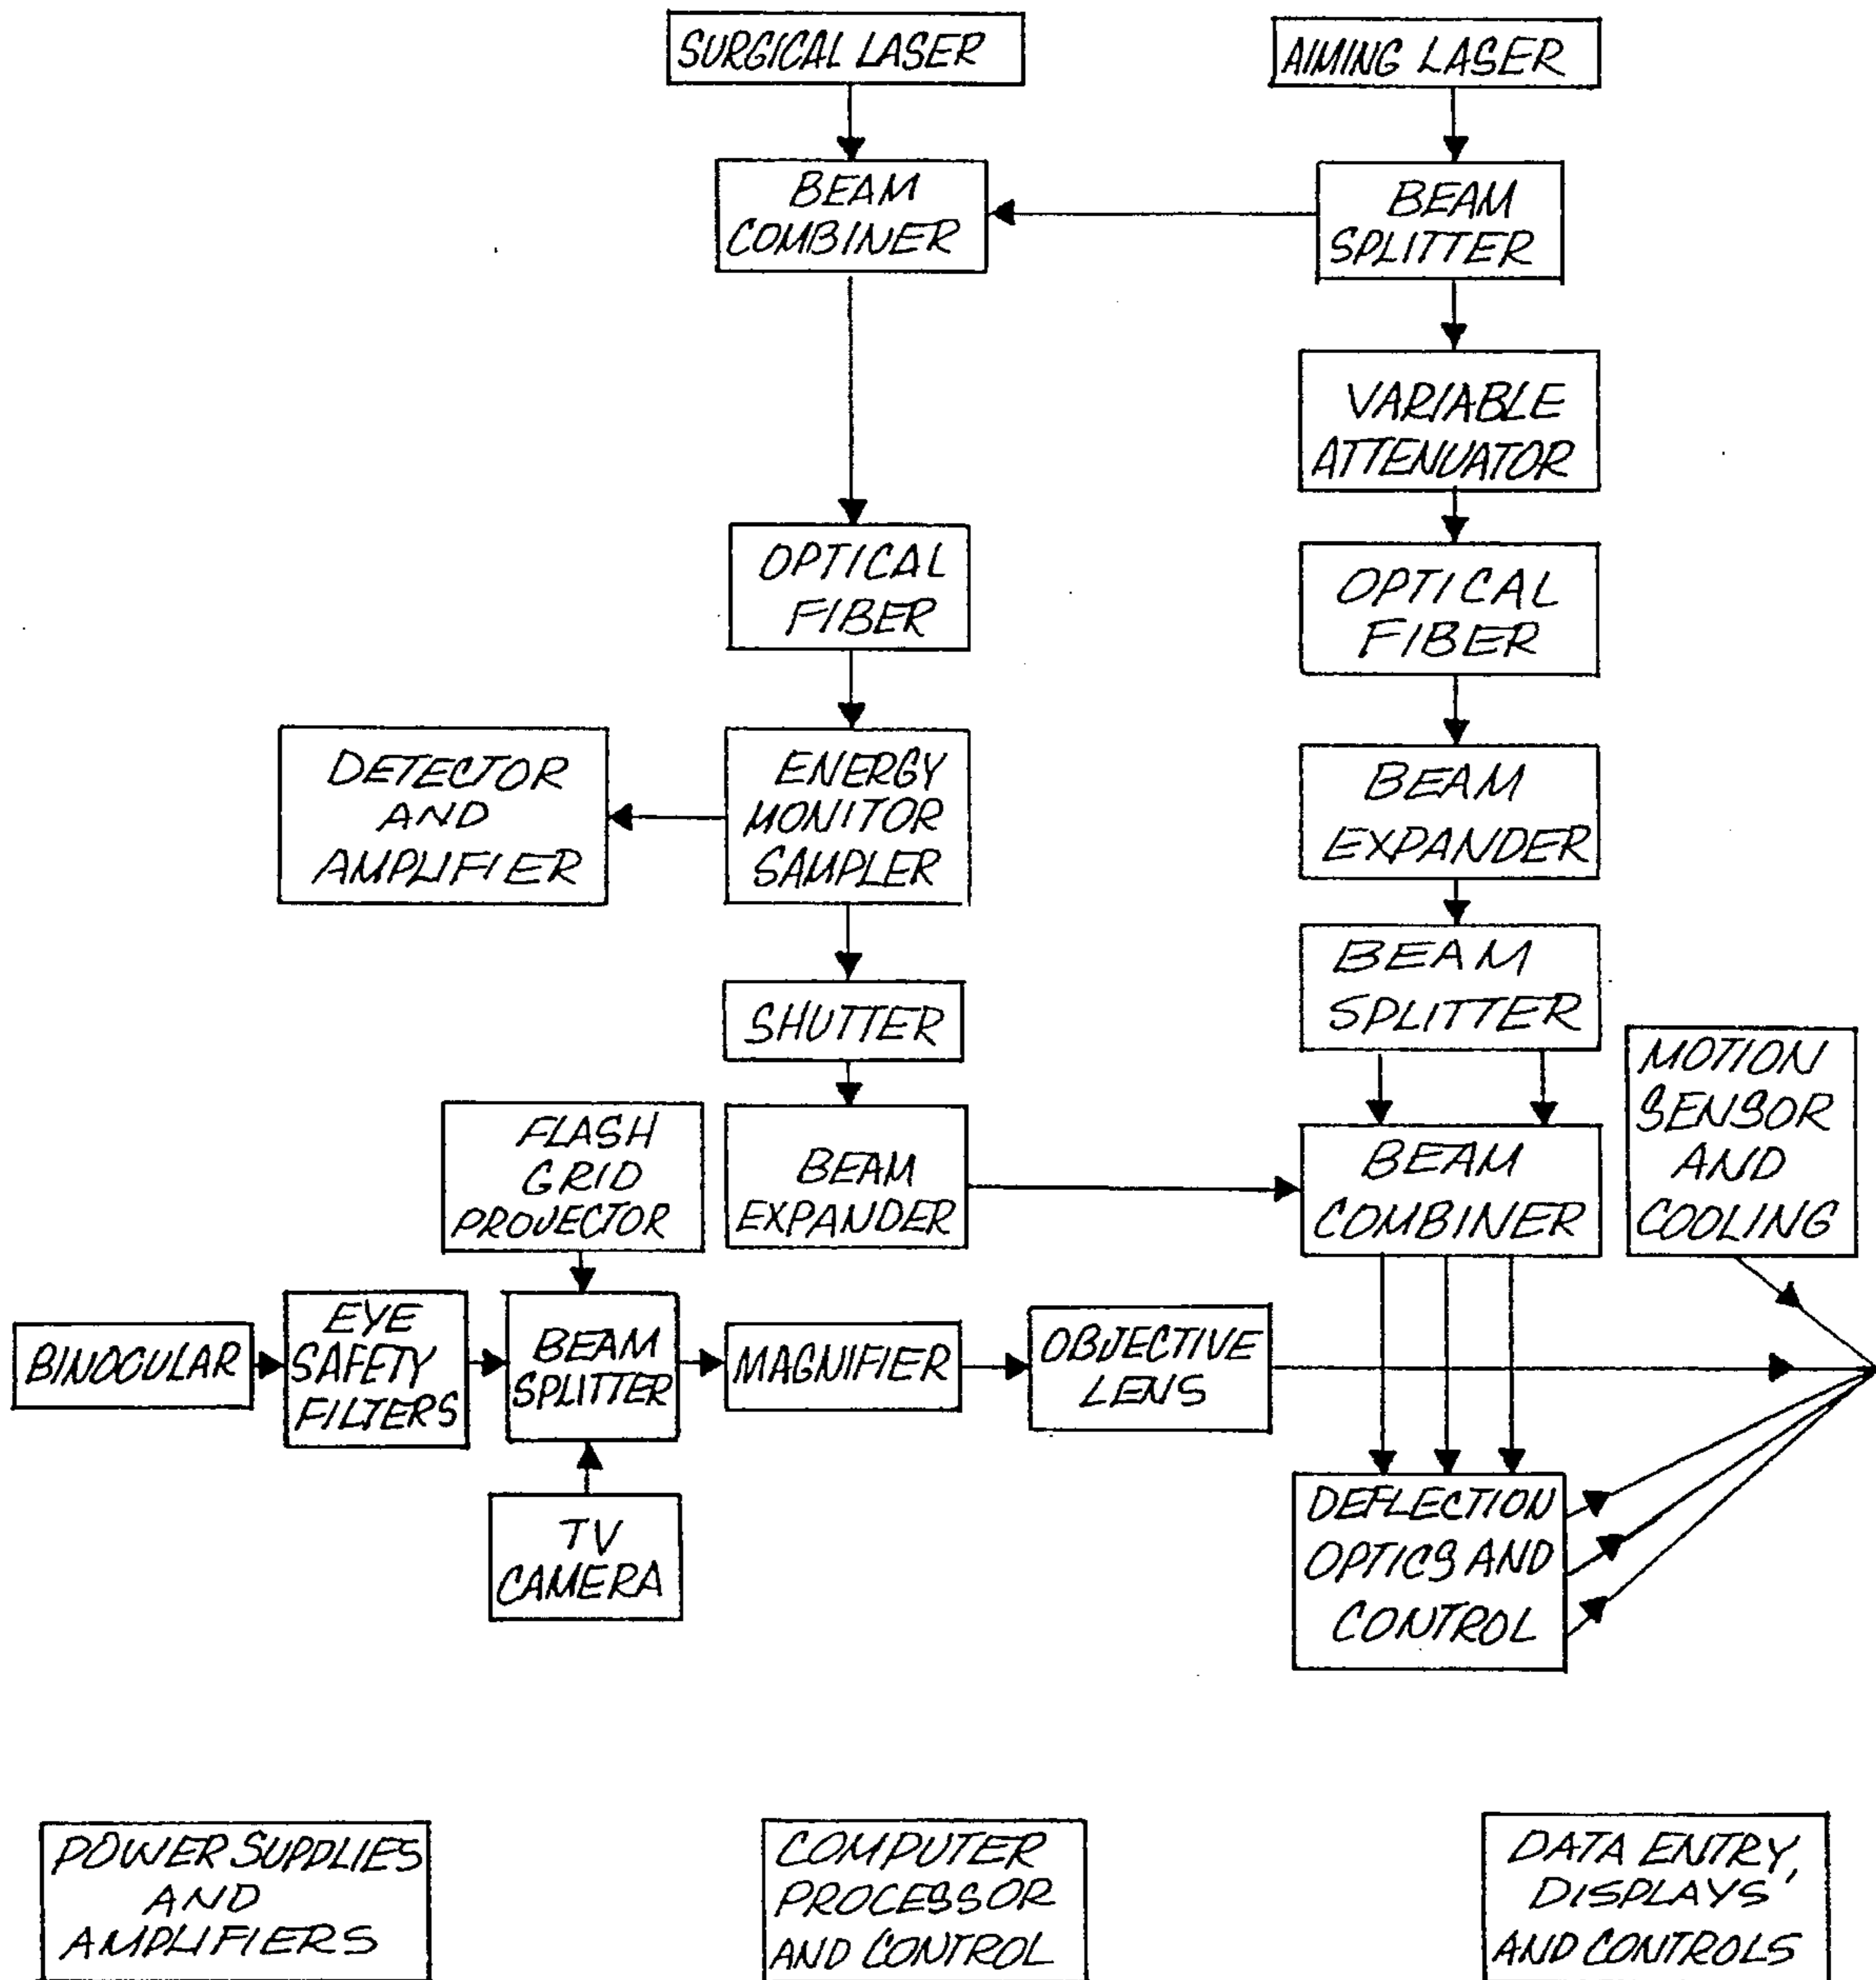 SURGICAL LASER
AIMING LASER
BEAM
COMBINER
BEAM
SPLITTER
VARIABLE
ATTENUATOR
OPTICAL
FIBER
OPTICAL
FIBER
DETECTOR
AND
AMPLIFIER
ENERGY
MONITOR
SAMPLER
BEAM
EXPANDER
BEAM
SPLITTER
SHUTTER
MOTION
SENSOR
AND
COOLING
FLASH
GRID
PROJECTOR
BEAM
EXPANDER
BEAM
COMBINER
BINOCULAR
EYE
SAFETY
FILTERS
BEAM
SPLITTER
MAGNIFIER
OBJECTIVE
LENS
TV
CAMERA
DEFLECTION
OPTICS AND
CONTROL
POWER SUPPLIES
AND
AMPLIFIERS
COMPUTER
PROCESSOR
AND CONTROL
DATA ENTRY,
DISPLAYS
AND CONTROLS